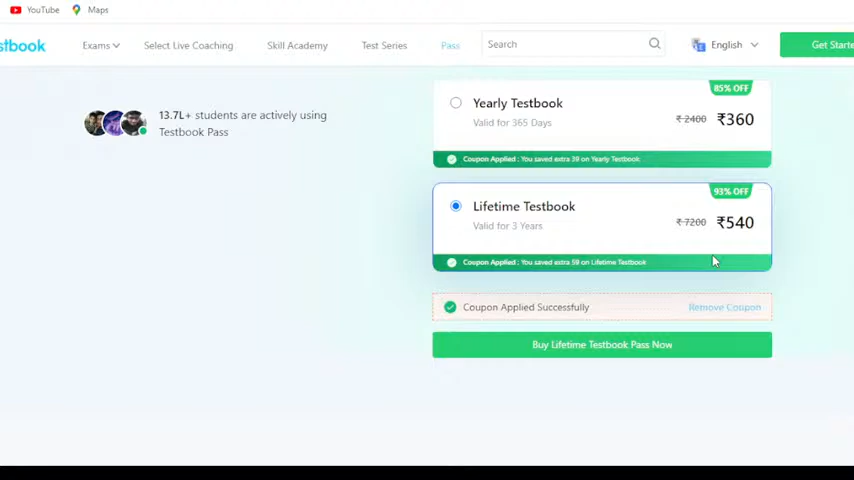 YouTube Maps
stbook Exams Select Live Coaching Skill Academy Test Series Pass Search English Get Starte
85% OFF
Yearly Testbook
₹ 2400 ₹360
Valid for 365 Days
Coupon Applied : You saved extra 39 on Yearly Testbook
13.7L+ students are actively using
Testbook Pass
93% OFF
Lifetime Testbook
₹ 7200 ₹540
Valid for 3 Years
Coupon Applied : You saved extra 59 on Lifetime Testbook
Coupon Applied Successfully Remove Coupon
Buy Lifetime Testbook Pass Now